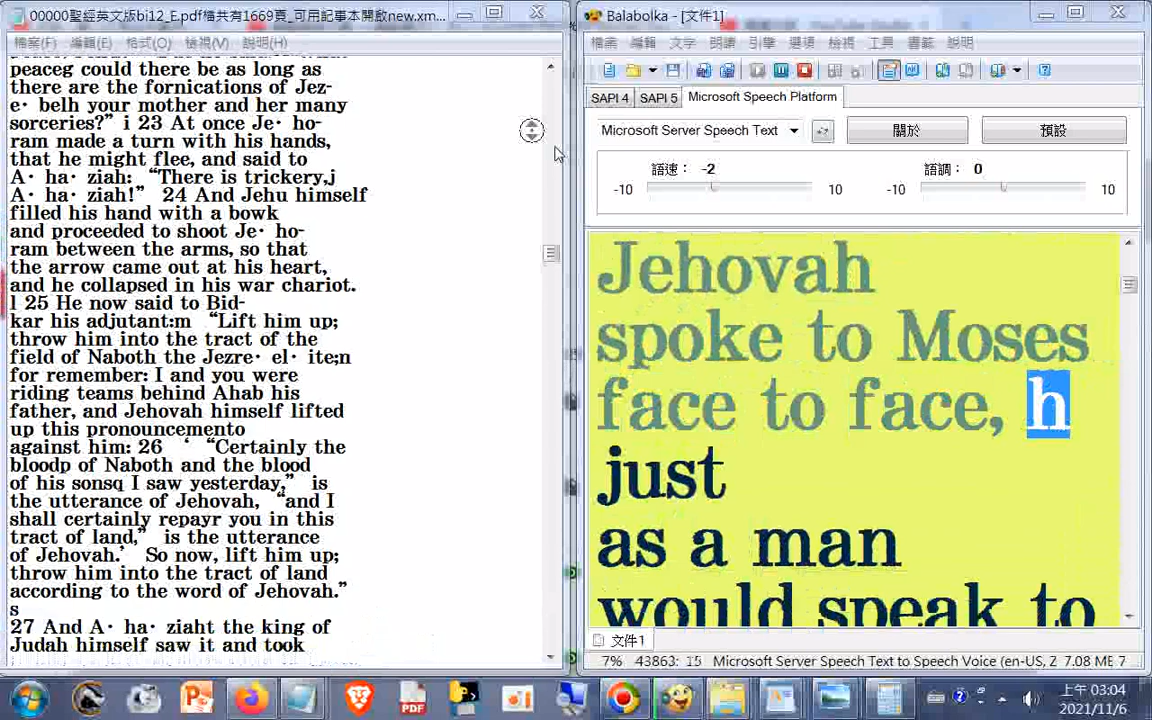 00000聖經英文版bi12_E.pdf檔共有1669頁_可用記事本開啟new.xm...
檔案(F) 編輯(E) 格式(O) 檢視(V) 說明(H)
peaceg could there be as long as
there are the fornications of Jez-
e·belh your mother and her many
sorceries?” i 23 At once Je·ho-
ram made a turn with his hands,
that he might flee, and said to
A·ha·ziah: “There is trickery,j
A·ha·ziah!” 24 And Jehu himself
filled his hand with a bowk
and proceeded to shoot Je·ho-
ram between the arms, so that
the arrow came out at his heart,
and he collapsed in his war chariot.
l 25 He now said to Bid-
kar his adjutant:m “Lift him up;
throw him into the tract of the
field of Naboth the Jezre·el·ite;n
for remember: I and you were
riding teams behind Ahab his
father, and Jehovah himself lifted
up this pronouncemento
against him: 26 ‘ “Certainly the
bloodp of Naboth and the blood
of his sonsq I saw yesterday,” is
the utterance of Jehovah, “and I
shall certainly repayr you in this
tract of land,” is the utterance
of Jehovah.’ So now, lift him up;
throw him into the tract of land
according to the word of Jehovah.”
s
27 And A·ha·ziaht the king of
Judah himself saw it and took
Balabolka - [文件1]
檔案 編輯 文字 朗讀 引擎 選項 檢視 工具 書籤 說明
SAPI 4 SAPI 5 Microsoft Speech Platform
Microsoft Server Speech Text 關於 預設
語速: -2 語調: 0
-10 10 -10 10
Jehovah
spoke to Moses
face to face, h
just
as a man
would speak to
文件1
7% 43863: 15 Microsoft Server Speech Text to Speech Voice (en-US, Z 7.08 ME 7
上午 03:04
2021/11/6